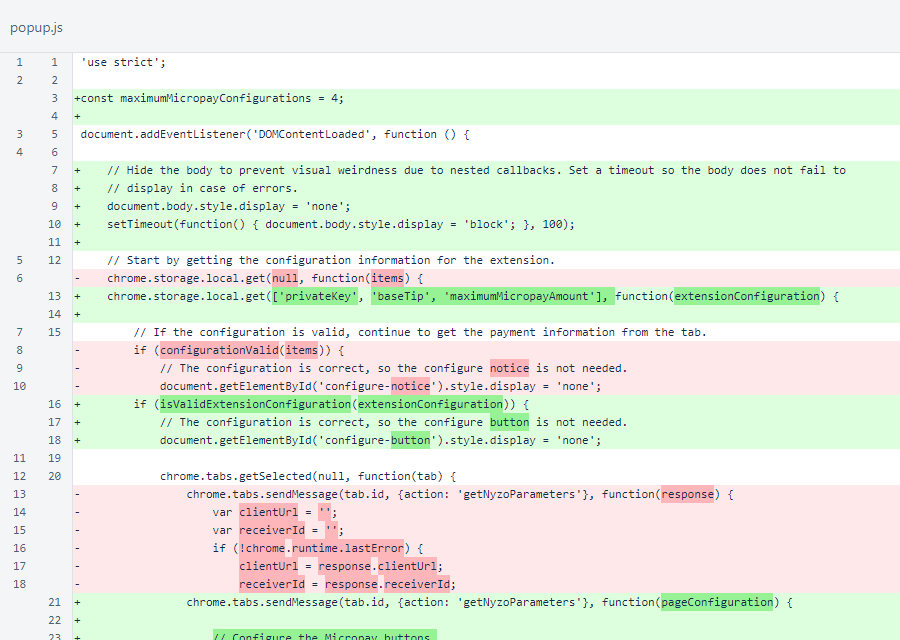 popup.js
1 1 'use strict';
2 2
3 +const maximumMicropayConfigurations = 4;
4 +
3 5 document.addEventListener('DOMContentLoaded', function () {
4 6
7 + // Hide the body to prevent visual weirdness due to nested callbacks. Set a timeout so the body does not fail to
8 + // display in case of errors.
9 + document.body.style.display = 'none';
10 + setTimeout(function() { document.body.style.display = 'block'; }, 100);
11 +
5 12 // Start by getting the configuration information for the extension.
6 - chrome.storage.local.get(null, function(items) {
13 + chrome.storage.local.get(['privateKey', 'baseTip', 'maximumMicropayAmount'], function(extensionConfiguration) {
14 +
7 15 // If the configuration is valid, continue to get the payment information from the tab.
8 - if (configurationValid(items)) {
9 - // The configuration is correct, so the configure notice is not needed.
10 - document.getElementById('configure-notice').style.display = 'none';
16 + if (isValidExtensionConfiguration(extensionConfiguration)) {
17 + // The configuration is correct, so the configure button is not needed.
18 + document.getElementById('configure-button').style.display = 'none';
11 19
12 20 chrome.tabs.getSelected(null, function(tab) {
13 - chrome.tabs.sendMessage(tab.id, {action: 'getNyzoParameters'}, function(response) {
14 - var clientUrl = '';
15 - var receiverId = '';
16 - if (!chrome.runtime.lastError) {
17 - clientUrl = response.clientUrl;
18 - receiverId = response.receiverId;
21 + chrome.tabs.sendMessage(tab.id, {action: 'getNyzoParameters'}, function(pageConfiguration) {
22 +
23 + // Configure the Micropay buttons.